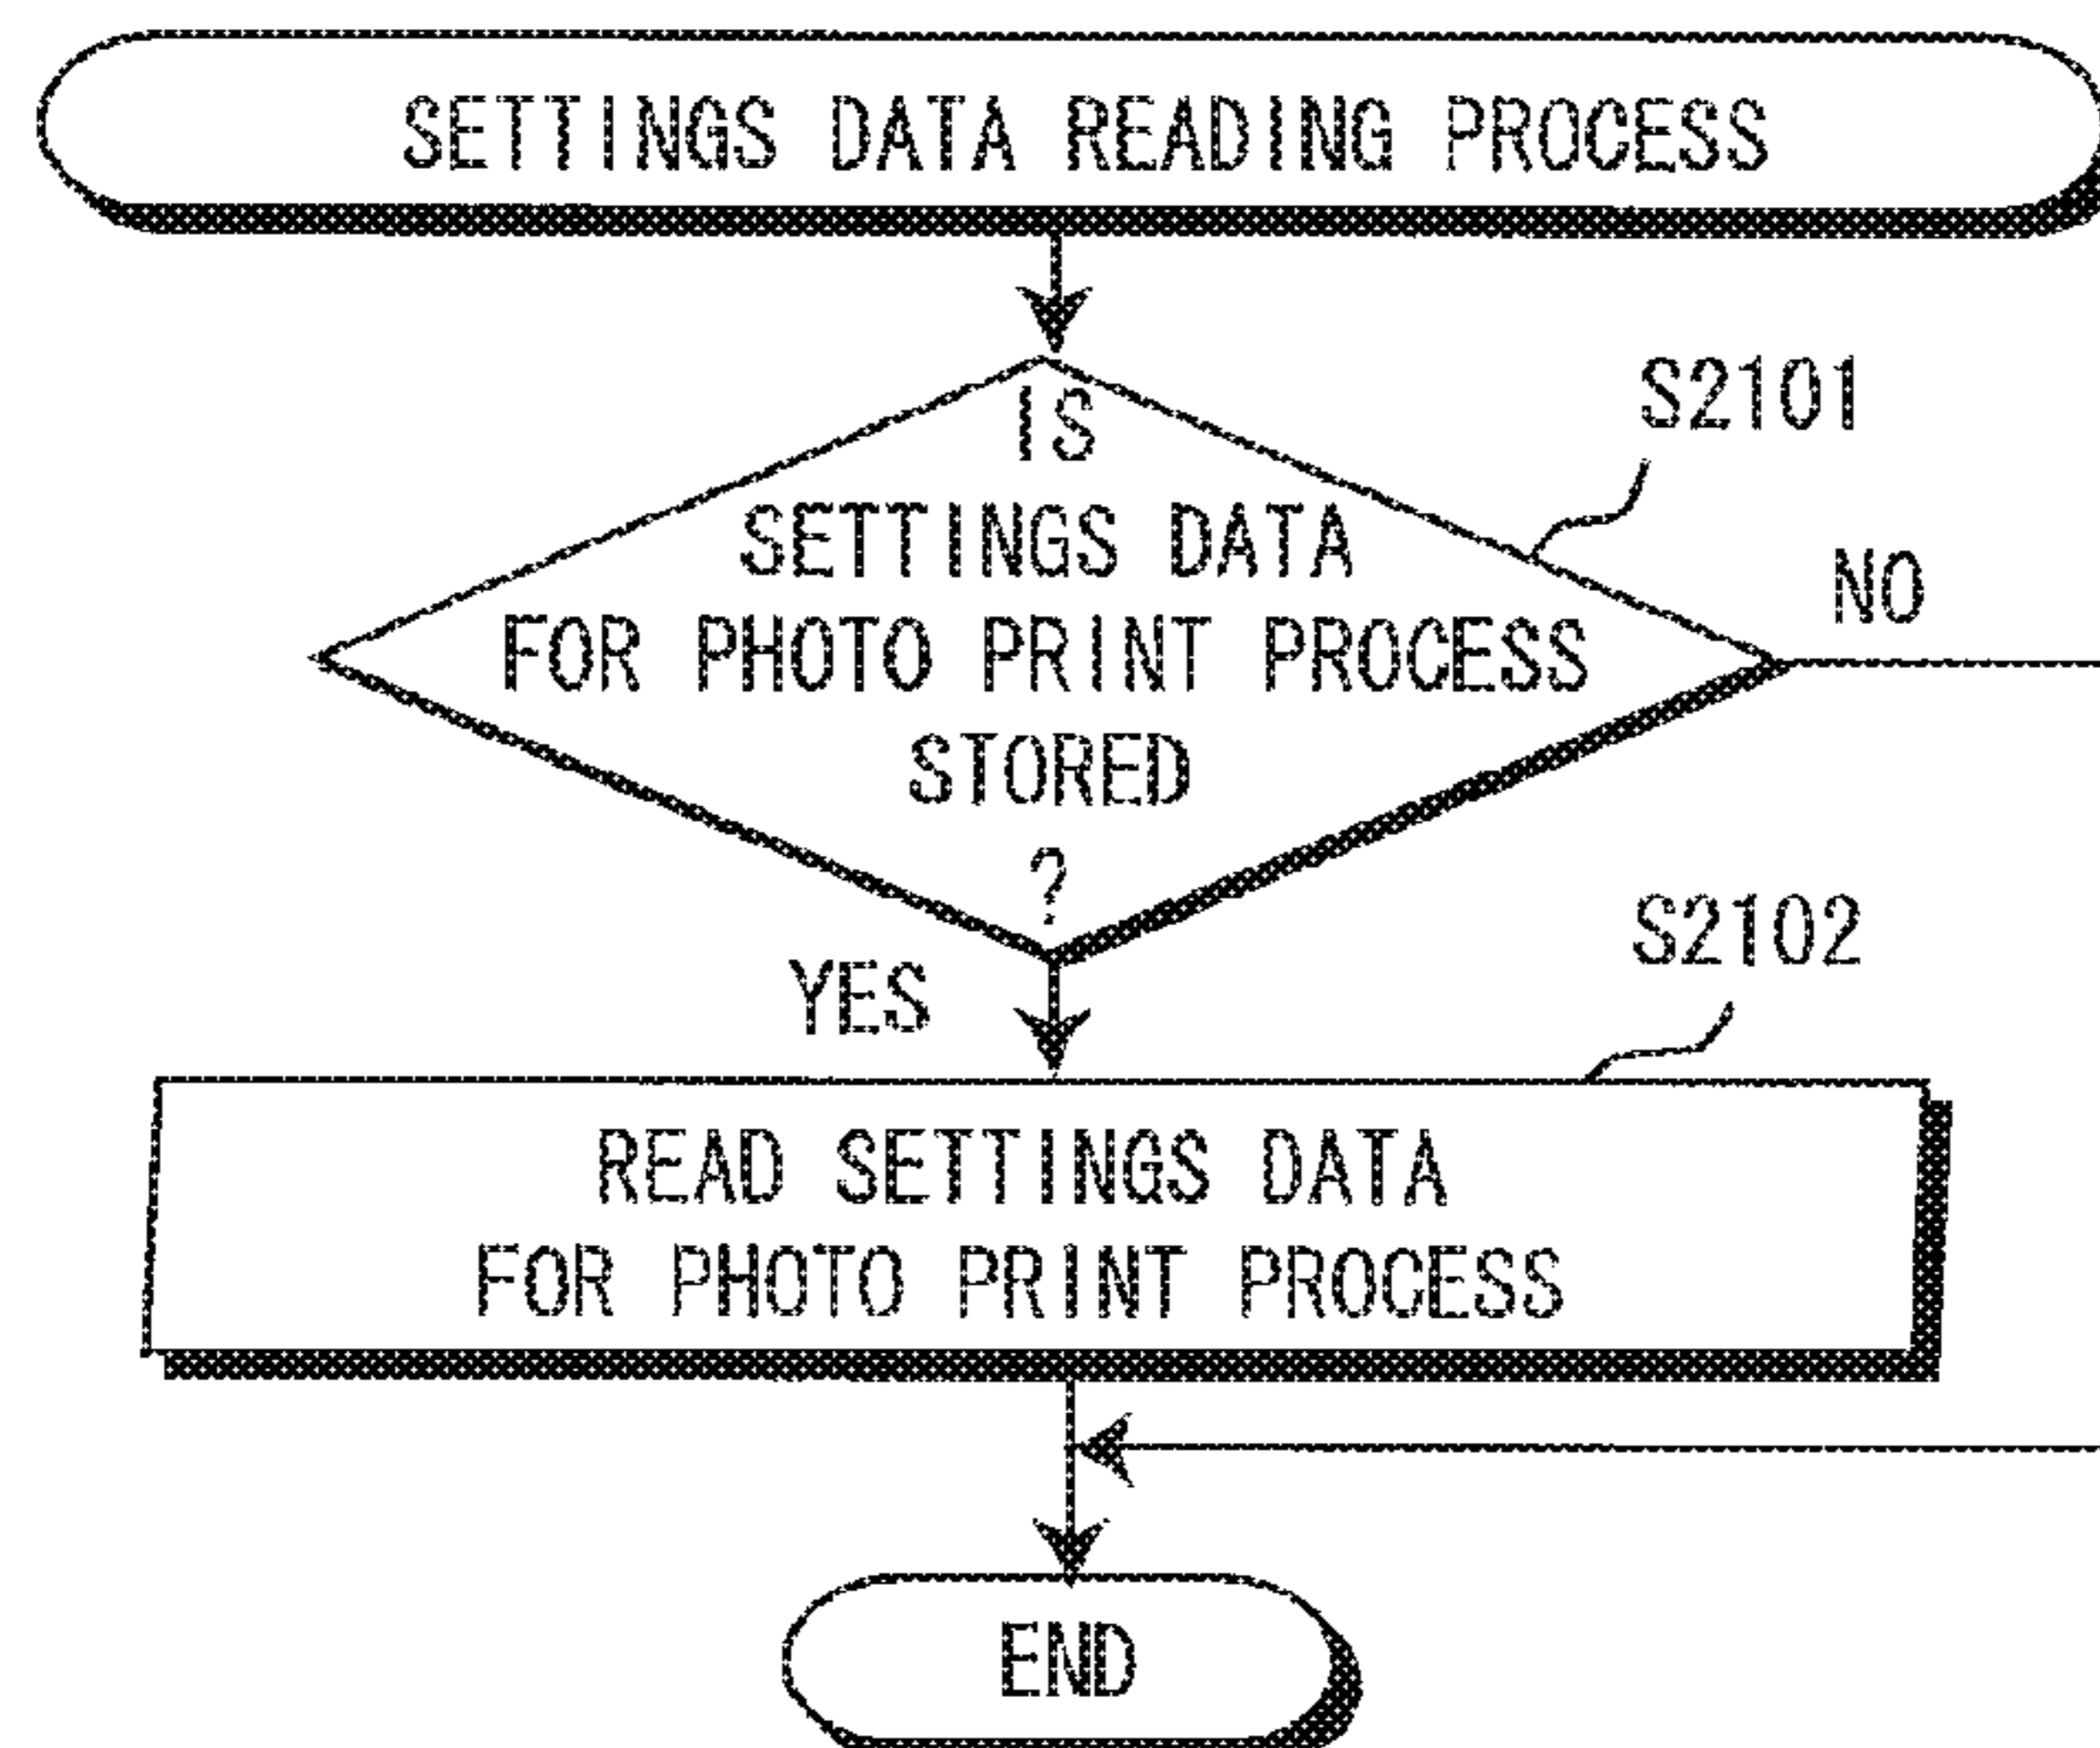 SETTINGS DATA READING PROCESS
S2101
IS
SETTINGS DATA
FOR PHOTO PRINT PROCESS
STORED
?
NO
YES
S2102
READ SETTINGS DATA
FOR PHOTO PRINT PROCESS
END